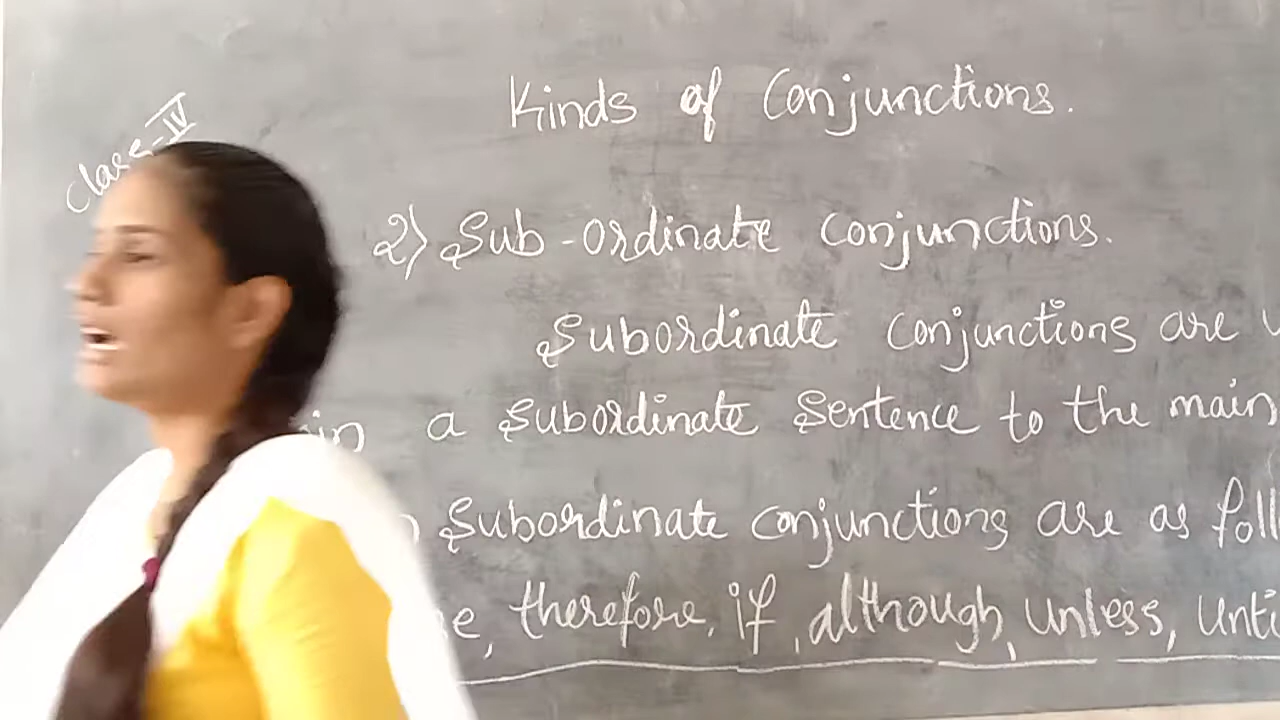 Class-IV
Kinds of Conjunctions.
2) Sub-ordinate conjunctions.
Subordinate conjunctions are
a Subordinate Sentence to the main
Subordinate conjunctions are as
therefore, if, although, unless,